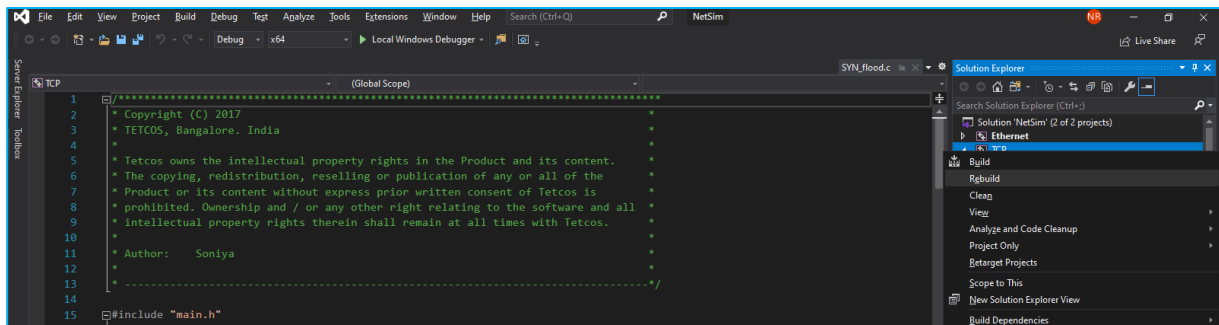 File Edit View Project Build Debug Test Analyze Tools Extensions Window Help Search (Ctrl+Q) NetSim NR
Debug x64 Local Windows Debugger Live Share
Server Explorer
Toolbox
SYN_flood.c
TCP (Global Scope)
1 /***********************************************************************************
2 * Copyright (C) 2017 *
3 * TETCOS, Bangalore. India *
4 * *
5 * Tetcos owns the intellectual property rights in the Product and its content. *
6 * The copying, redistribution, reselling or publication of any or all of the *
7 * Product or its content without express prior written consent of Tetcos is *
8 * prohibited. Ownership and / or any other right relating to the software and all *
9 * intellectual property rights therein shall remain at all times with Tetcos. *
10 * *
11 * Author: Soniya *
12 * *
13 * ---------------------------------------------------------------------------------*/
14
15 #include "main.h"
Solution Explorer
Search Solution Explorer (Ctrl+;)
Solution 'NetSim' (2 of 2 projects)
Ethernet
TCP
Build
Rebuild
Clean
View
Analyze and Code Cleanup
Project Only
Retarget Projects
Scope to This
New Solution Explorer View
Build Dependencies